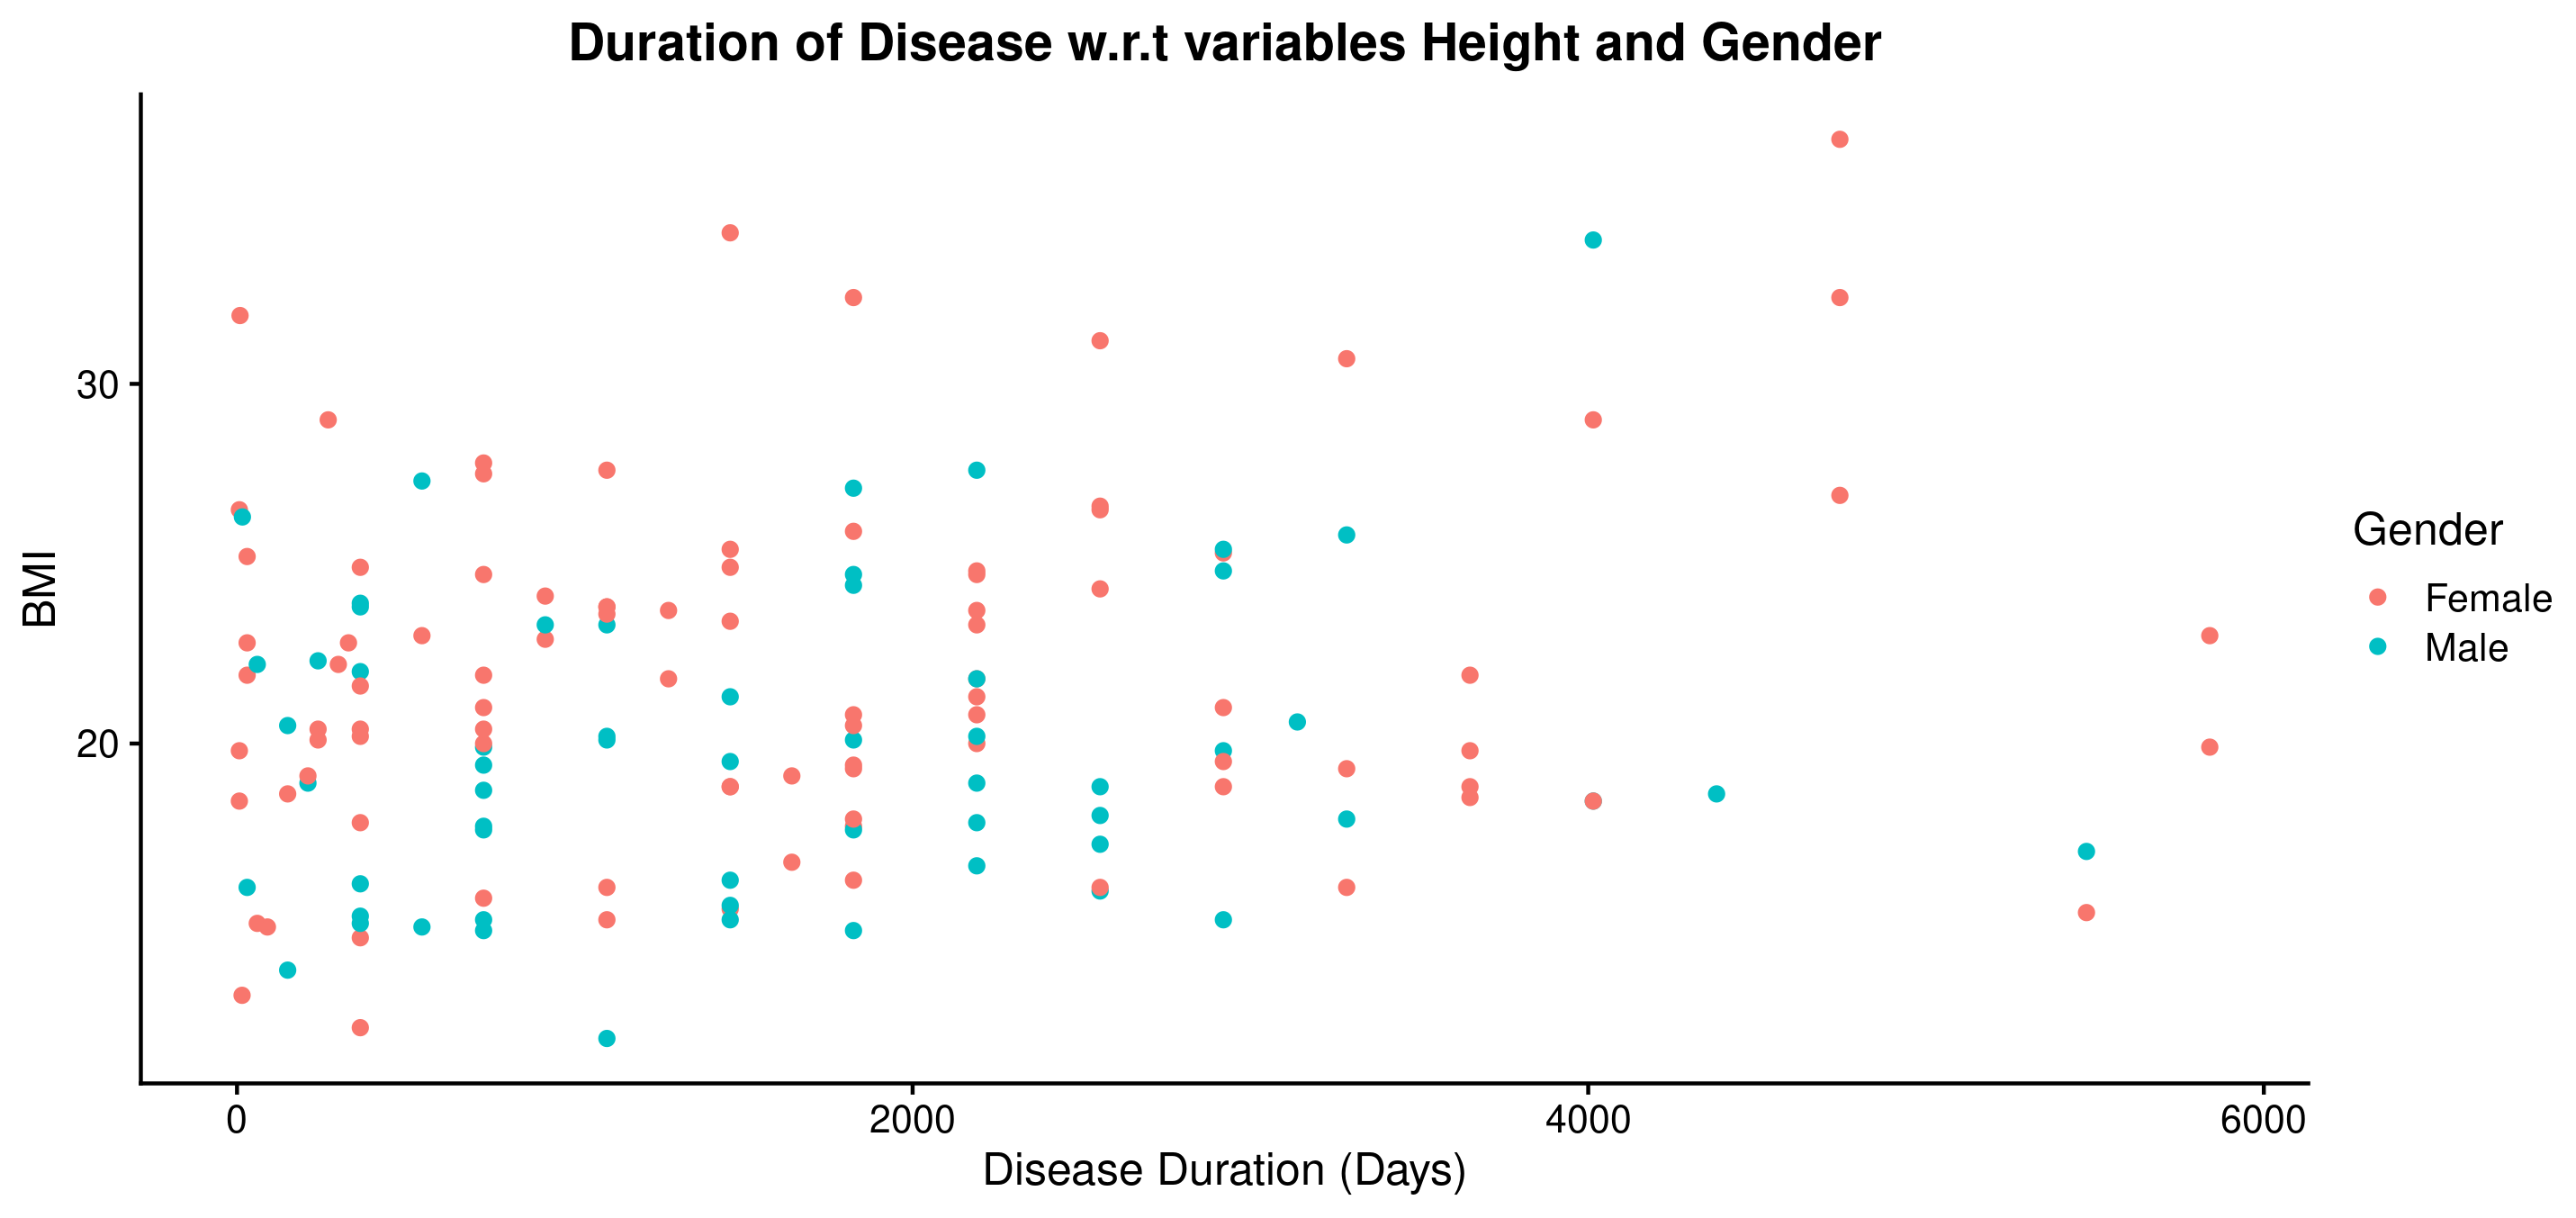 Duration of Disease w.r.t variables Height and Gender
BMI
30
20
0
2000
4000
6000
Disease Duration (Days)
Gender
Female
Male